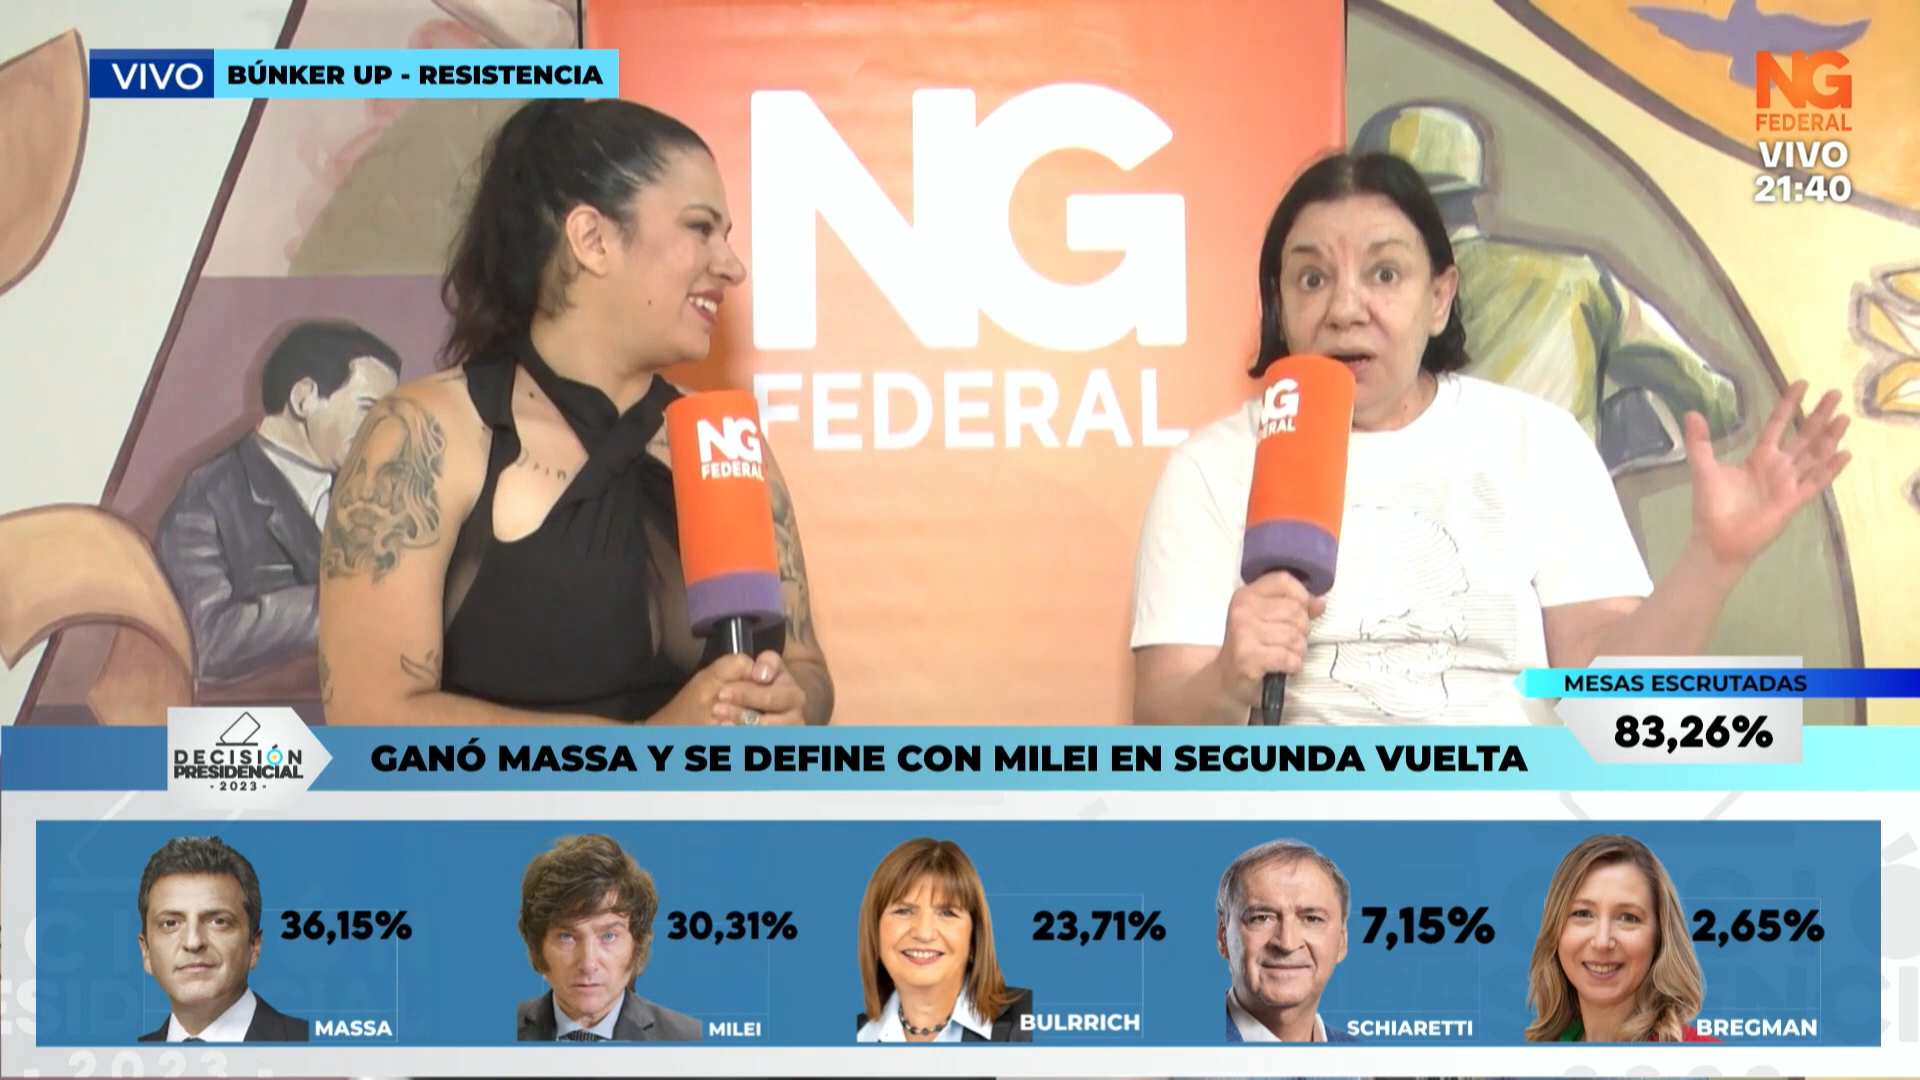 VIVO BÚNKER UP - RESISTENCIA
NG
FEDERAL
NG
FEDERAL
VIVO
21:40
NG
FEDERAL
NG
MESAS ESCRUTADAS
83,26%
DECISIÓN
PRESIDENCIAL
- 2023 -
GANÓ MASSA Y SE DEFINE CON MILEI EN SEGUNDA VUELTA
36,15%
MASSA
30,31%
MILEI
23,71%
BULRRICH
7,15%
SCHIARETTI
2,65%
BREGMAN
- 2023 -